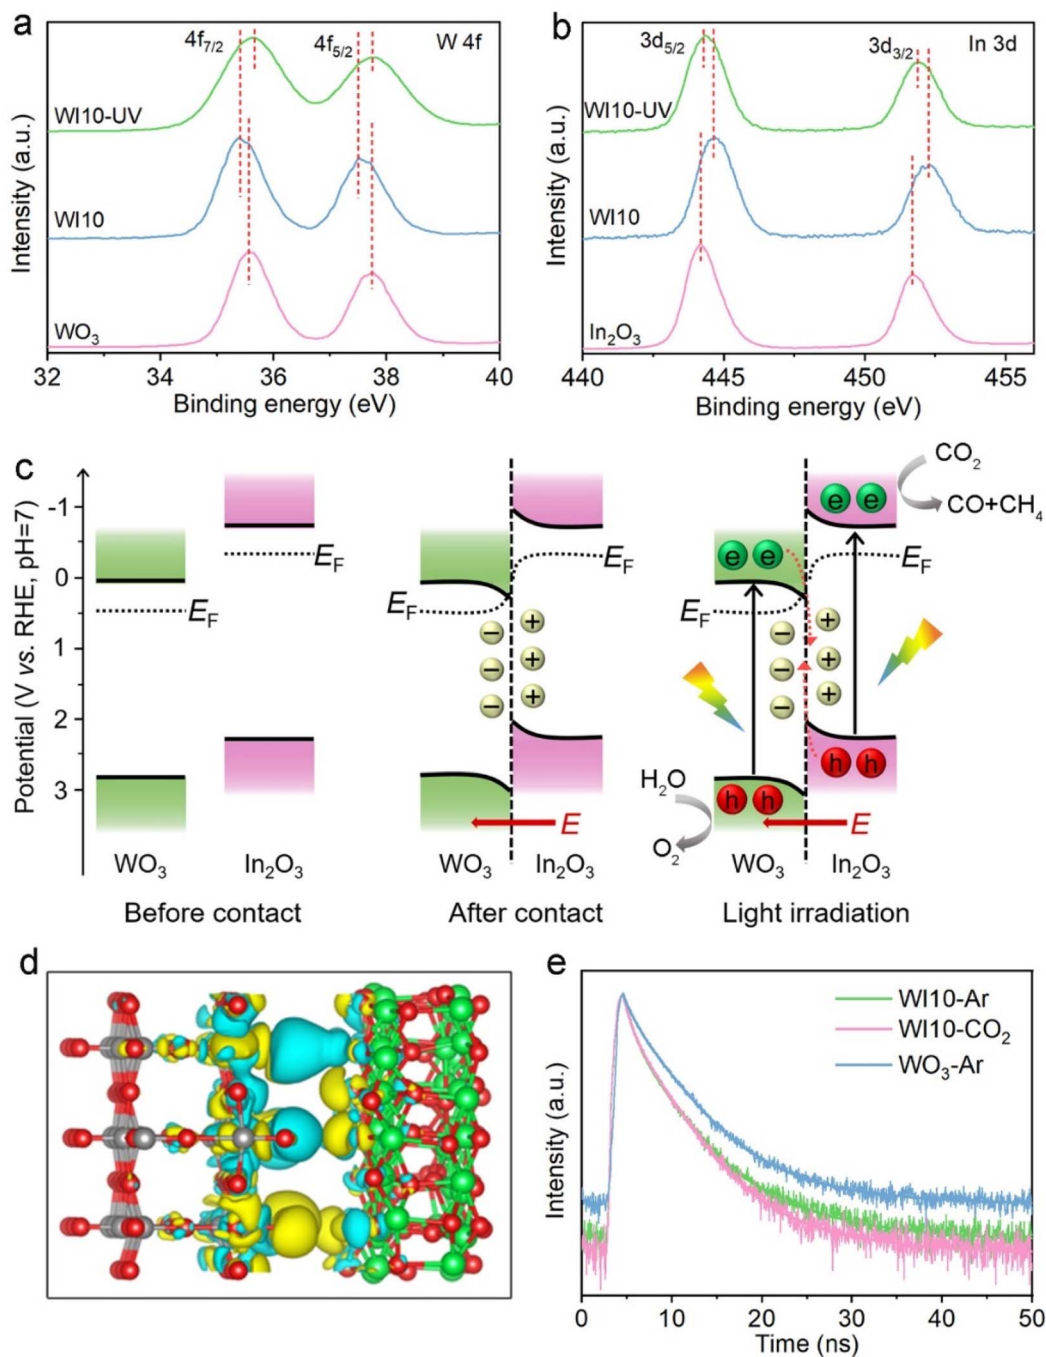 a
4f7/2
4f5/2
W 4f
WI10-UV
WI10
WO3
Intensity (a.u.)
32 34 36 38 40
Binding energy (eV)
b
3d5/2
3d3/2
In 3d
WI10-UV
WI10
In2O3
Intensity (a.u.)
440 445 450 455
Binding energy (eV)
c
Potential (V vs. RHE, pH=7)
-1
0
1
2
3
EF
EF
WO3
In2O3
Before contact
EF
EF
− +
− +
− +
E
WO3
In2O3
After contact
CO2
CO+CH4
e e
e e
EF
EF
− +
− +
− +
h h
h h
H2O
O2
E
WO3
In2O3
Light irradiation
d
e
WI10-Ar
WI10-CO2
WO3-Ar
Intensity (a.u.)
0 10 20 30 40 50
Time (ns)